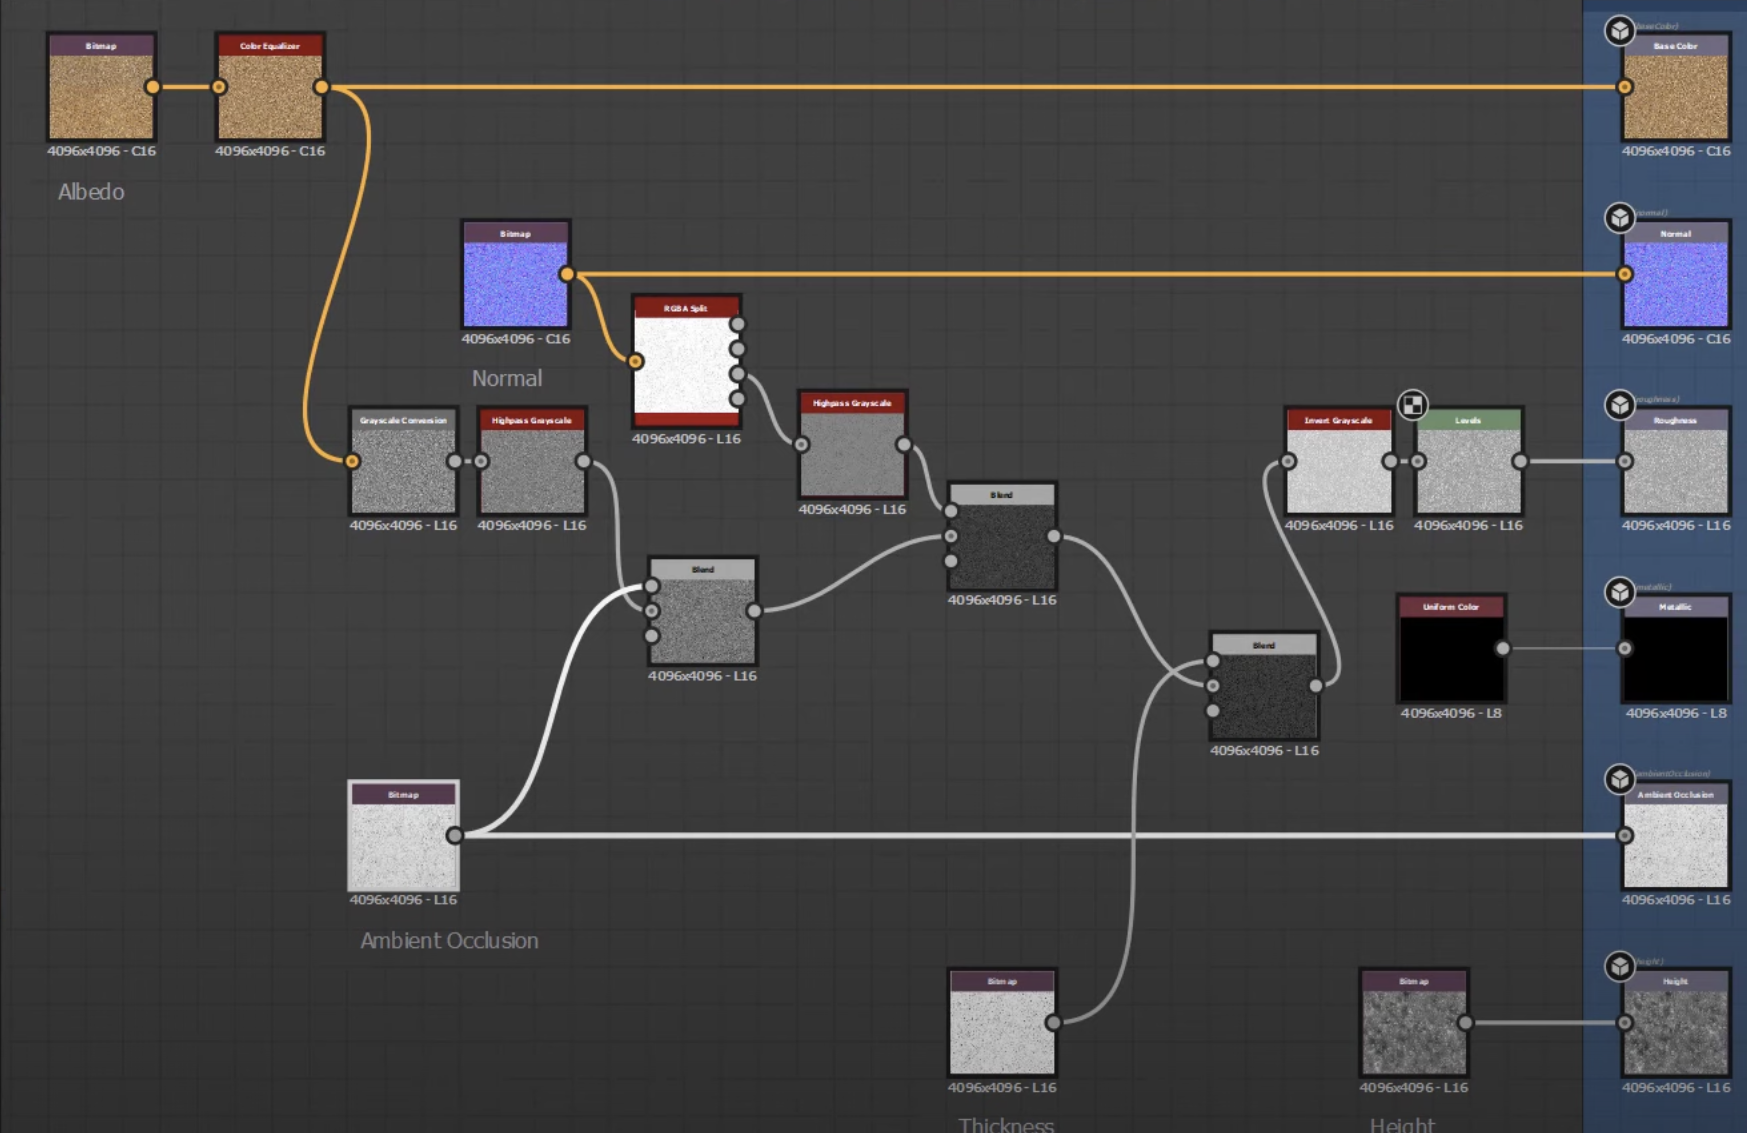 Bitmap
Color Equalizer
4096x4096 - C16
4096x4096 - C16
Albedo
Base Color
4096x4096 - C16
Bitmap
4096x4096 - C16
Normal
(normal)
Normal
4096x4096 - C16
RGBA Split
4096x4096 - L16
Highpass Grayscale
4096x4096 - L16
Grayscale Conversion
4096x4096 - L16
Highpass Grayscale
4096x4096 - L16
Blend
4096x4096 - L16
Blend
4096x4096 - L16
Invert Grayscale
4096x4096 - L16
Levels
4096x4096 - L16
Roughness
4096x4096 - L16
Blend
4096x4096 - L16
Uniform Color
4096x4096 - L8
(metallic)
Metallic
4096x4096 - L8
Bitmap
4096x4096 - L16
Ambient Occlusion
Ambient Occlusion
4096x4096 - L16
Bitmap
4096x4096 - L16
Thickness
Bitmap
4096x4096 - L16
Height
Height
4096x4096 - L16